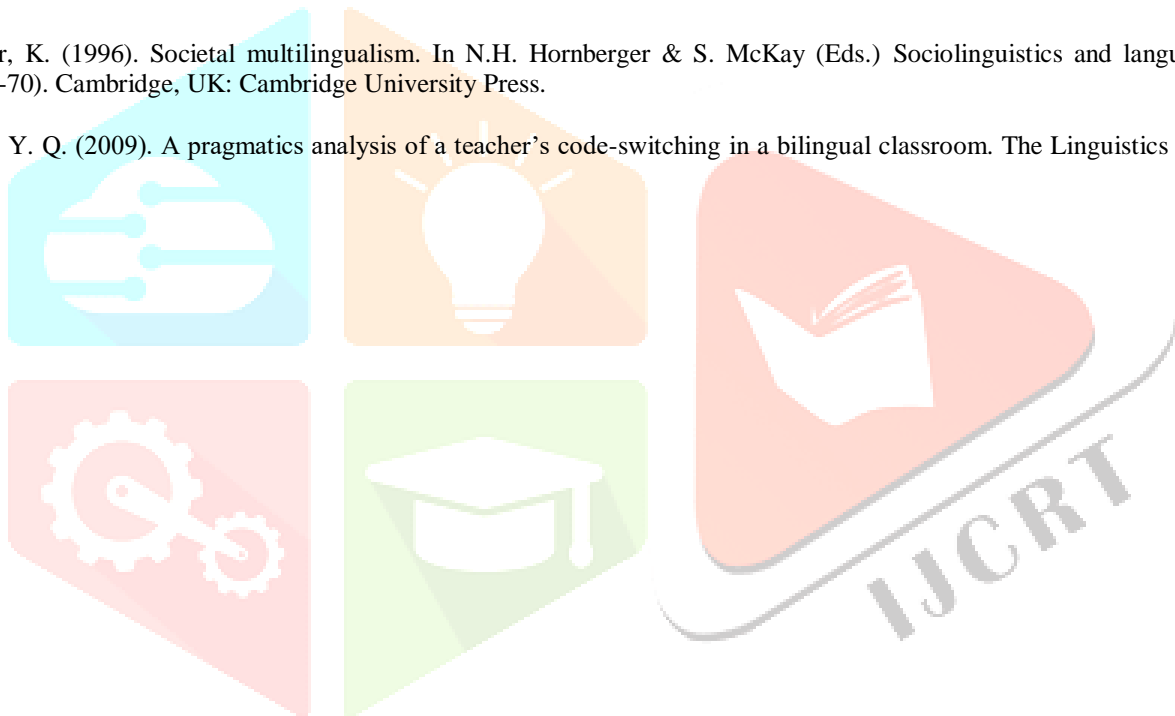 r, K. (1996). Societal multilingualism. In N.H. Hornberger & S. McKay (Eds.) Sociolinguistics and langu
-70). Cambridge, UK: Cambridge University Press.
Y. Q. (2009). A pragmatics analysis of a teacher’s code-switching in a bilingual classroom. The Linguistics
IJCRT